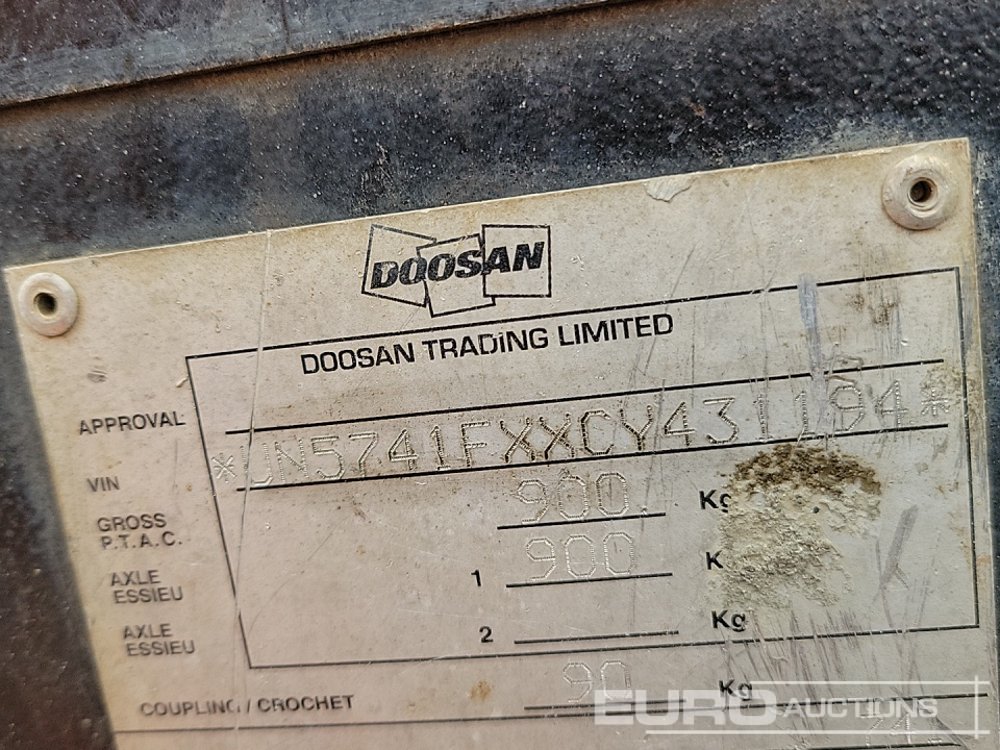 DOOSAN
DOOSAN TRADING LIMITED
APPROVAL
VIN *UN5741FXXCY431194*
GROSS P.T.A.C. 900 Kg
AXLE ESSIEU 1 900 K
AXLE ESSIEU 2 Kg
COUPLING / CROCHET 90 Kg
EURO AUCTIONS